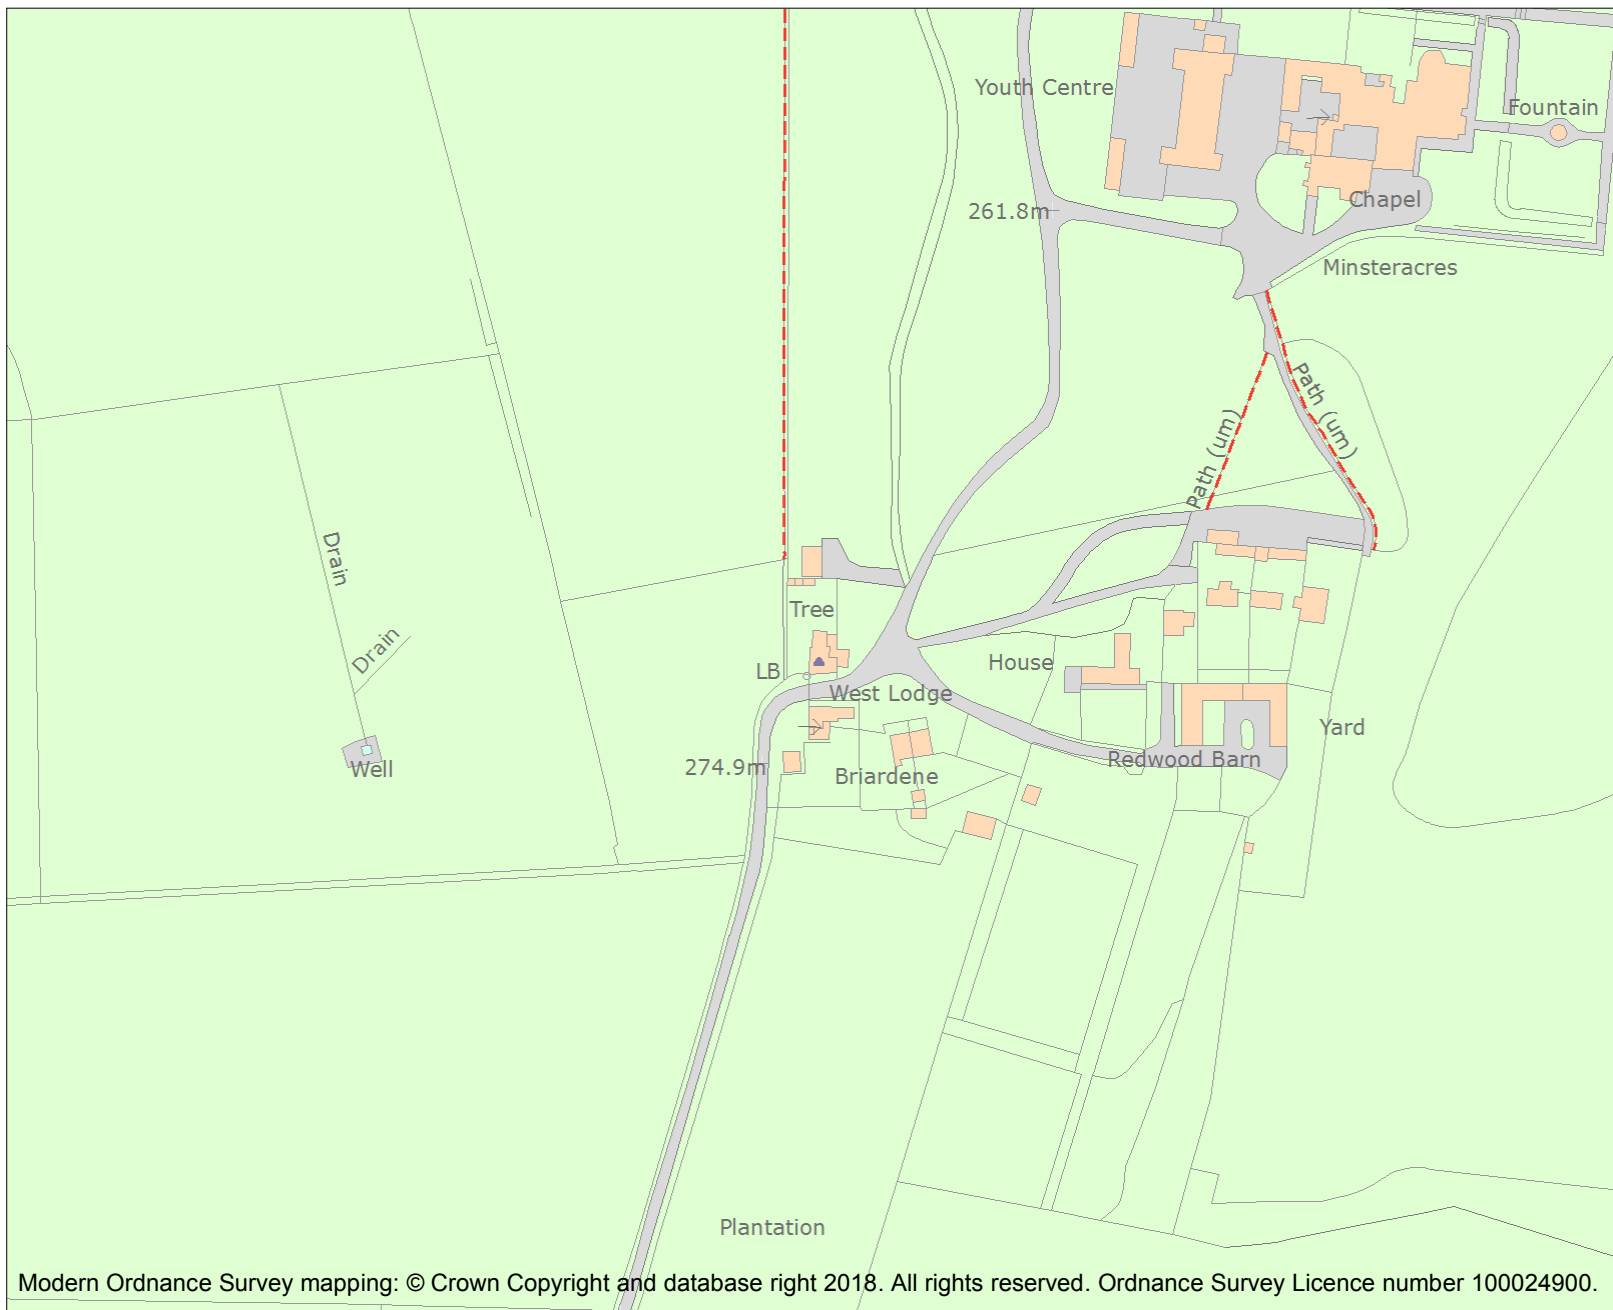 Youth Centre
Fountain
Chapel
261.8m
Minsteracres
Path (um)
Path (um)
Drain
Drain
Tree
House
LB
West Lodge
Yard
Redwood Barn
274.9m
Well
Briardene
Plantation
Modern Ordnance Survey mapping: © Crown Copyright and database right 2018. All rights reserved. Ordnance Survey Licence number 100024900.